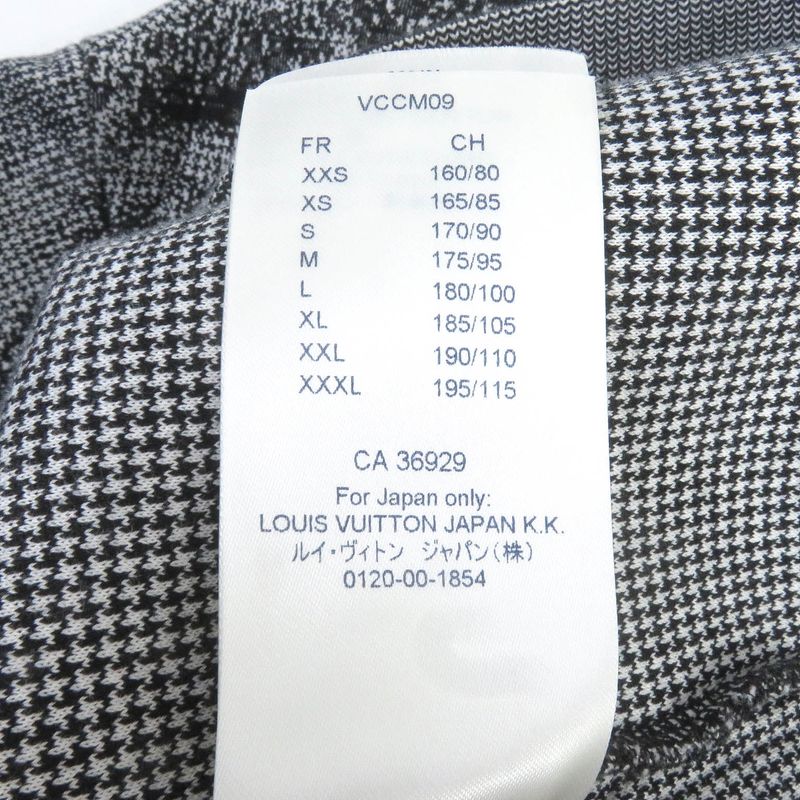 VCCM09
FR CH
XXS 160/80
XS 165/85
S 170/90
M 175/95
L 180/100
XL 185/105
XXL 190/110
XXXL 195/115
CA 36929
For Japan only:
LOUIS VUITTON JAPAN K.K.
ルイ・ヴィトン ジャパン(株)
0120-00-1854